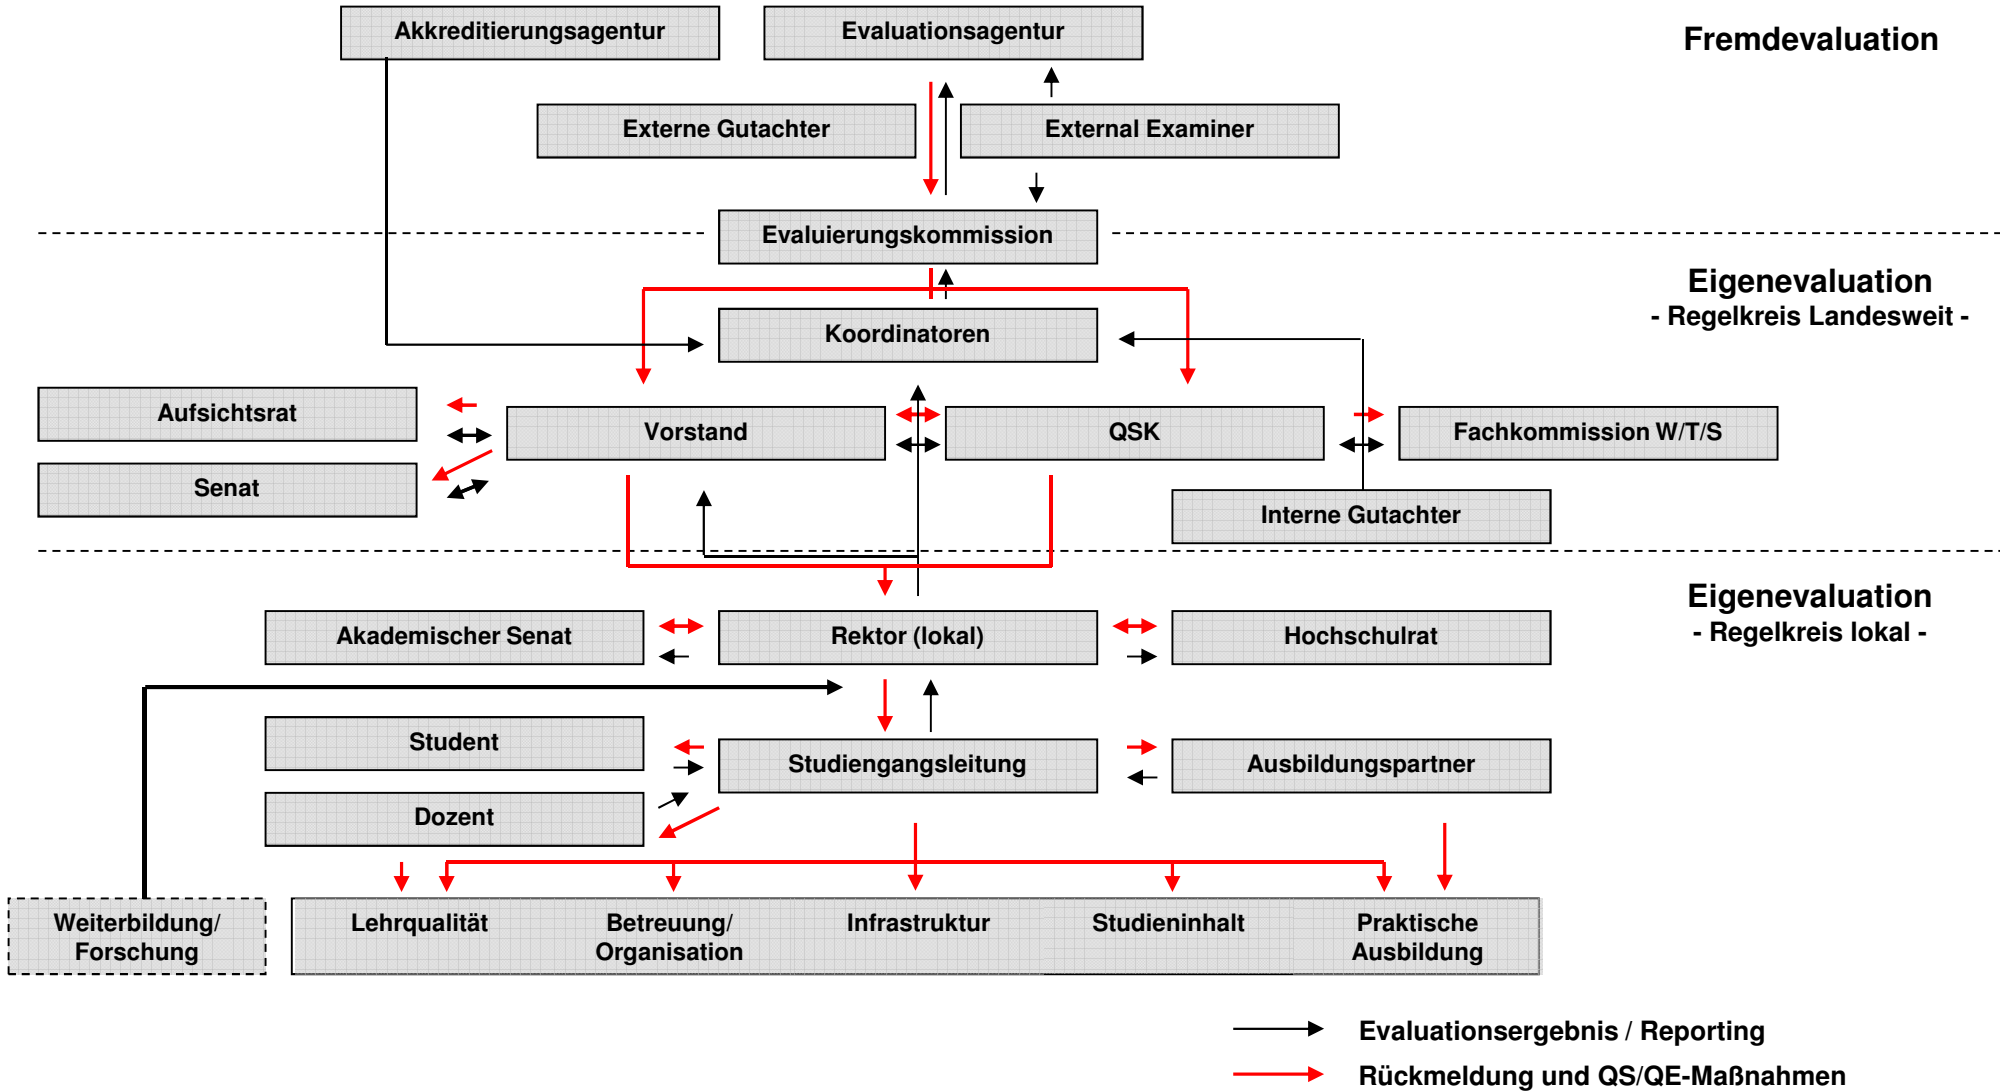 Akkreditierungsagentur
Evaluationsagentur
Fremdevaluation
Externe Gutachter
External Examiner
Evaluierungskommission
Eigenevaluation
- Regelkreis Landesweit -
Koordinatoren
Aufsichtsrat
Vorstand
QSK
Fachkommission W/T/S
Senat
Interne Gutachter
Eigenevaluation
- Regelkreis lokal -
Akademischer Senat
Rektor (lokal)
Hochschulrat
Student
Studiengangsleitung
Ausbildungspartner
Dozent
Weiterbildung/
Forschung
Lehrqualität
Betreuung/
Organisation
Infrastruktur
Studieninhalt
Praktische
Ausbildung
Evaluationsergebnis / Reporting
Rückmeldung und QS/QE-Maßnahmen